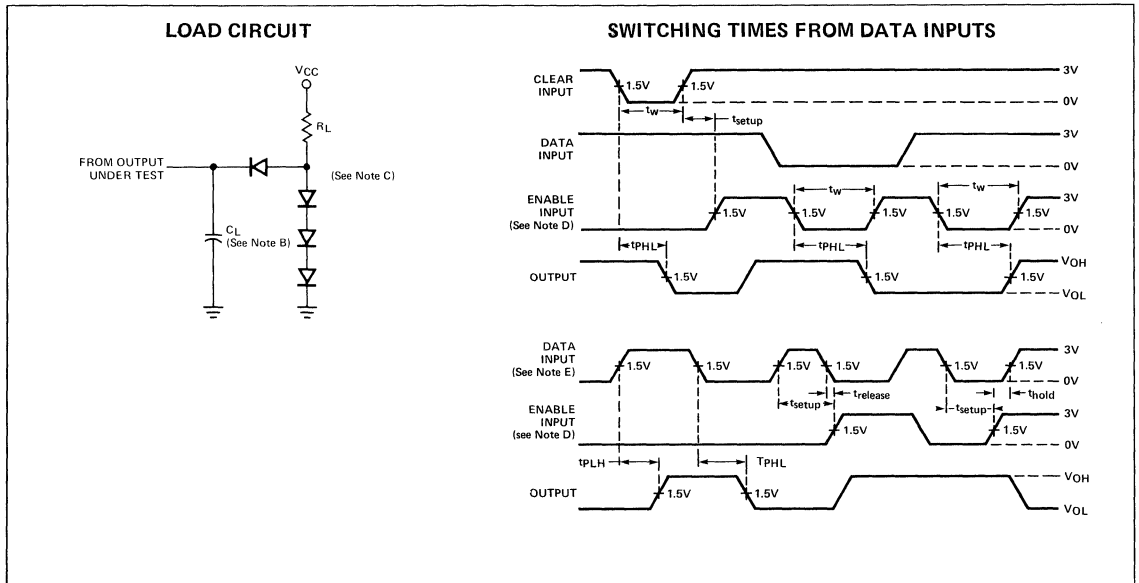 LOAD CIRCUIT
VCC
RL
FROM OUTPUT
UNDER TEST
(See Note C)
CL
(See Note B)
SWITCHING TIMES FROM DATA INPUTS
CLEAR
INPUT
1.5V
1.5V
3V
0V
tw
tsetup
DATA
INPUT
3V
0V
ENABLE
INPUT
(See Note D)
tw
tw
1.5V
1.5V
1.5V
1.5V
1.5V
3V
0V
tPHL
tPHL
tPHL
OUTPUT
1.5V
1.5V
1.5V
VOH
VOL
DATA
INPUT
(See Note E)
1.5V
1.5V
1.5V
1.5V
1.5V
1.5V
3V
0V
tsetup
trelease
tsetup
thold
ENABLE
INPUT
(see Note D)
1.5V
1.5V
3V
0V
tPLH
TPHL
OUTPUT
1.5V
1.5V
VOH
VOL